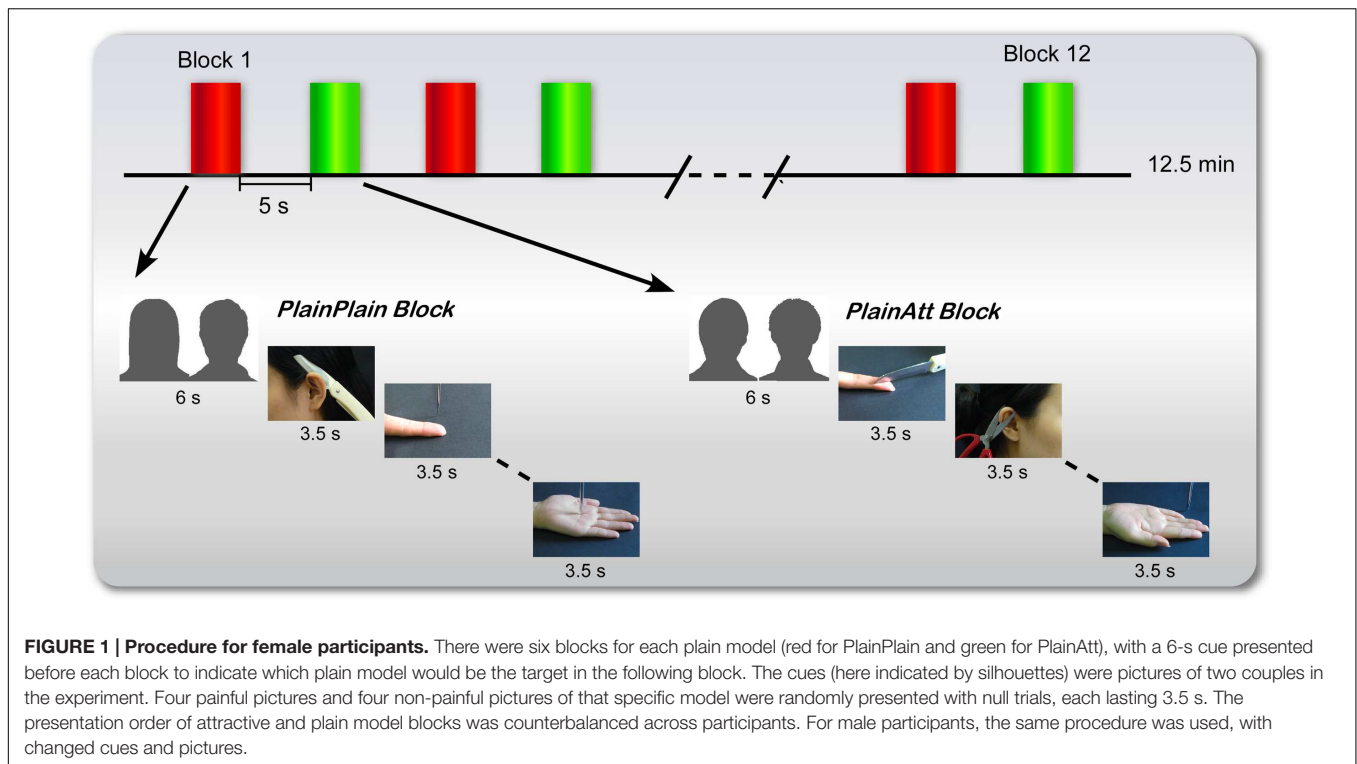 Block 1
Block 12
12.5 min
5 s
PlainPlain Block
PlainAtt Block
6 s
3.5 s
3.5 s
3.5 s
6 s
3.5 s
3.5 s
3.5 s
FIGURE 1 | Procedure for female participants. There were six blocks for each plain model (red for PlainPlain and green for PlainAtt), with a 6-s cue presented
before each block to indicate which plain model would be the target in the following block. The cues (here indicated by silhouettes) were pictures of two couples in
the experiment. Four painful pictures and four non-painful pictures of that specific model were randomly presented with null trials, each lasting 3.5 s. The
presentation order of attractive and plain model blocks was counterbalanced across participants. For male participants, the same procedure was used, with
changed cues and pictures.